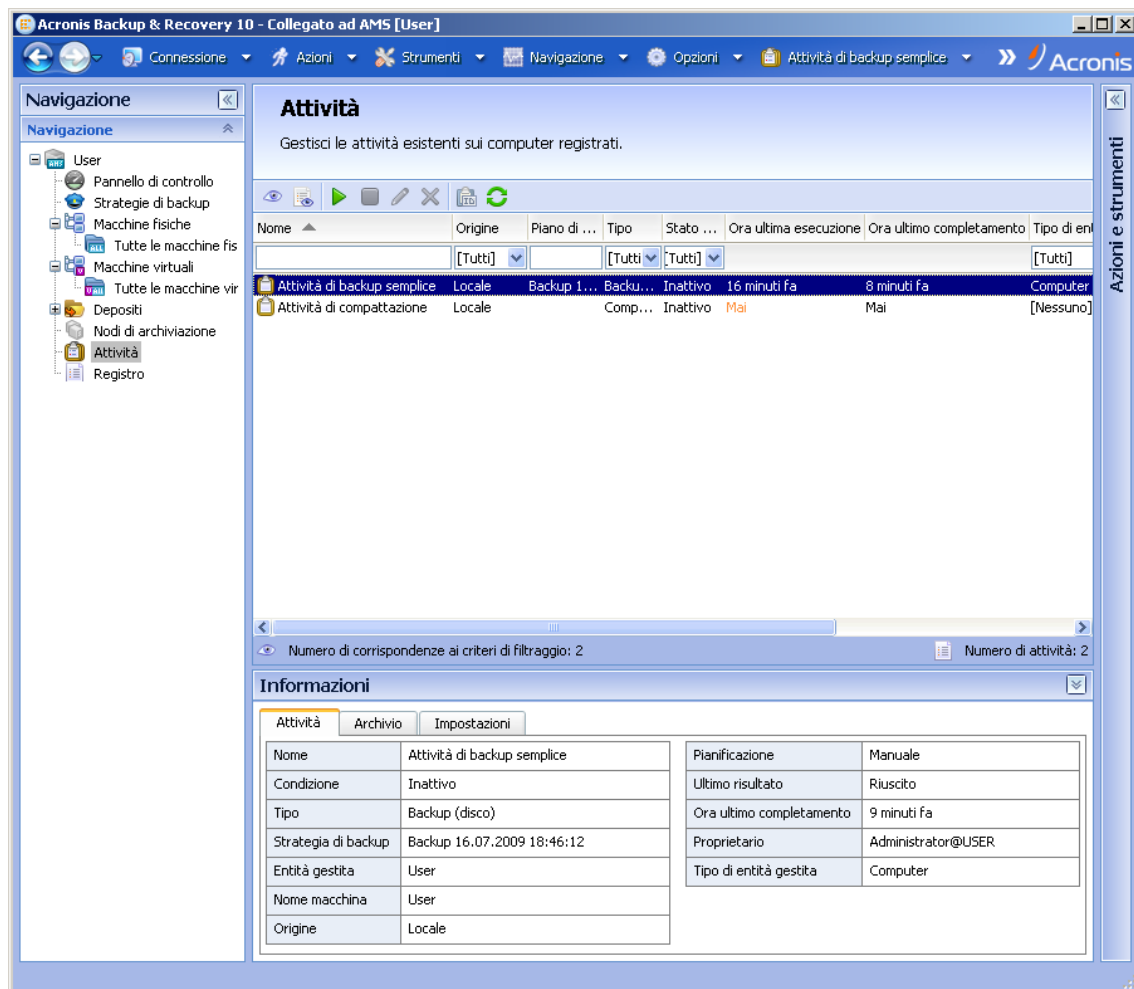 Acronis Backup & Recovery 10 - Collegato ad AMS [User]
Connessione Azioni Strumenti Navigazione Opzioni Attività di backup semplice Acronis
Navigazione
Navigazione
User
Pannello di controllo
Strategie di backup
Macchine fisiche
Tutte le macchine fis
Macchine virtuali
Tutte le macchine vir
Depositi
Nodi di archiviazione
Attività
Registro
Attività
Gestisci le attività esistenti sui computer registrati.
Nome Origine Piano di ... Tipo Stato ... Ora ultima esecuzione Ora ultimo completamento Tipo di ent
[Tutti] [Tutti [Tutti] [Tutti]
Attività di backup semplice Locale Backup 1... Backu... Inattivo 16 minuti fa 8 minuti fa Computer
Attività di compattazione Locale Comp... Inattivo Mai Mai [Nessuno]
Numero di corrispondenze ai criteri di filtraggio: 2 Numero di attività: 2
Informazioni
Attività Archivio Impostazioni
Nome Attività di backup semplice
Condizione Inattivo
Tipo Backup (disco)
Strategia di backup Backup 16.07.2009 18:46:12
Entità gestita User
Nome macchina User
Origine Locale
Pianificazione Manuale
Ultimo risultato Riuscito
Ora ultimo completamento 9 minuti fa
Proprietario Administrator@USER
Tipo di entità gestita Computer
Azioni e strumenti